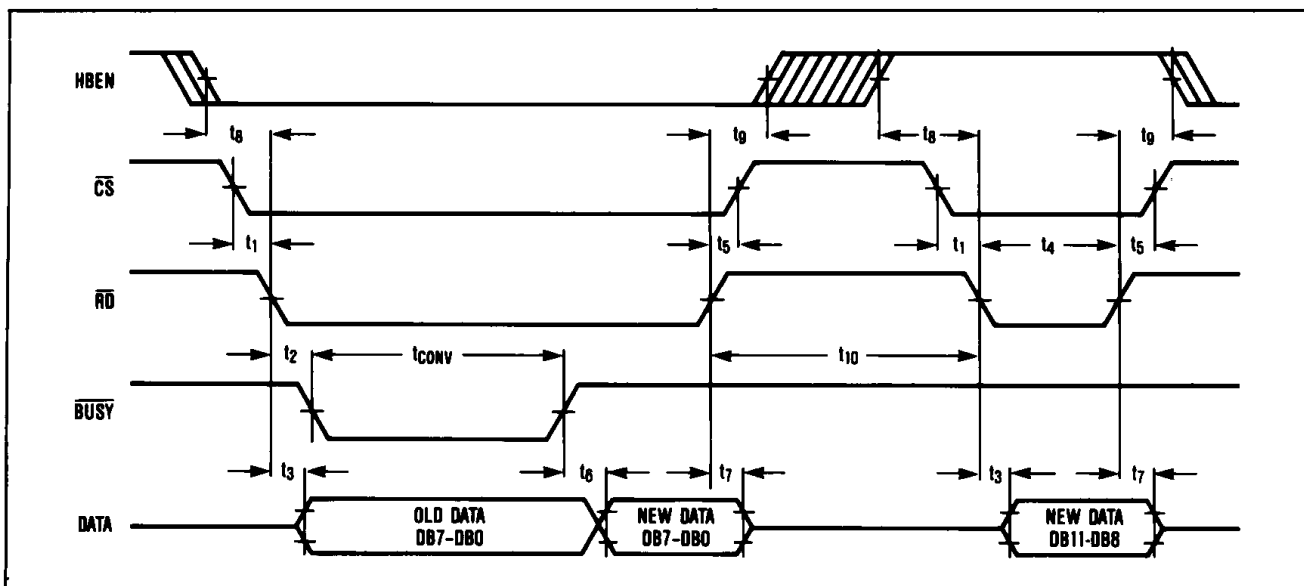 HBEN
t8
t9
t8
t9
CS
t1
t5
t1
t4
t5
RD
t2
tCONV
t10
BUSY
t3
t6
t7
t3
t7
DATA
OLD DATA
DB7-DB0
NEW DATA
DB7-DB0
NEW DATA
DB11-DB8